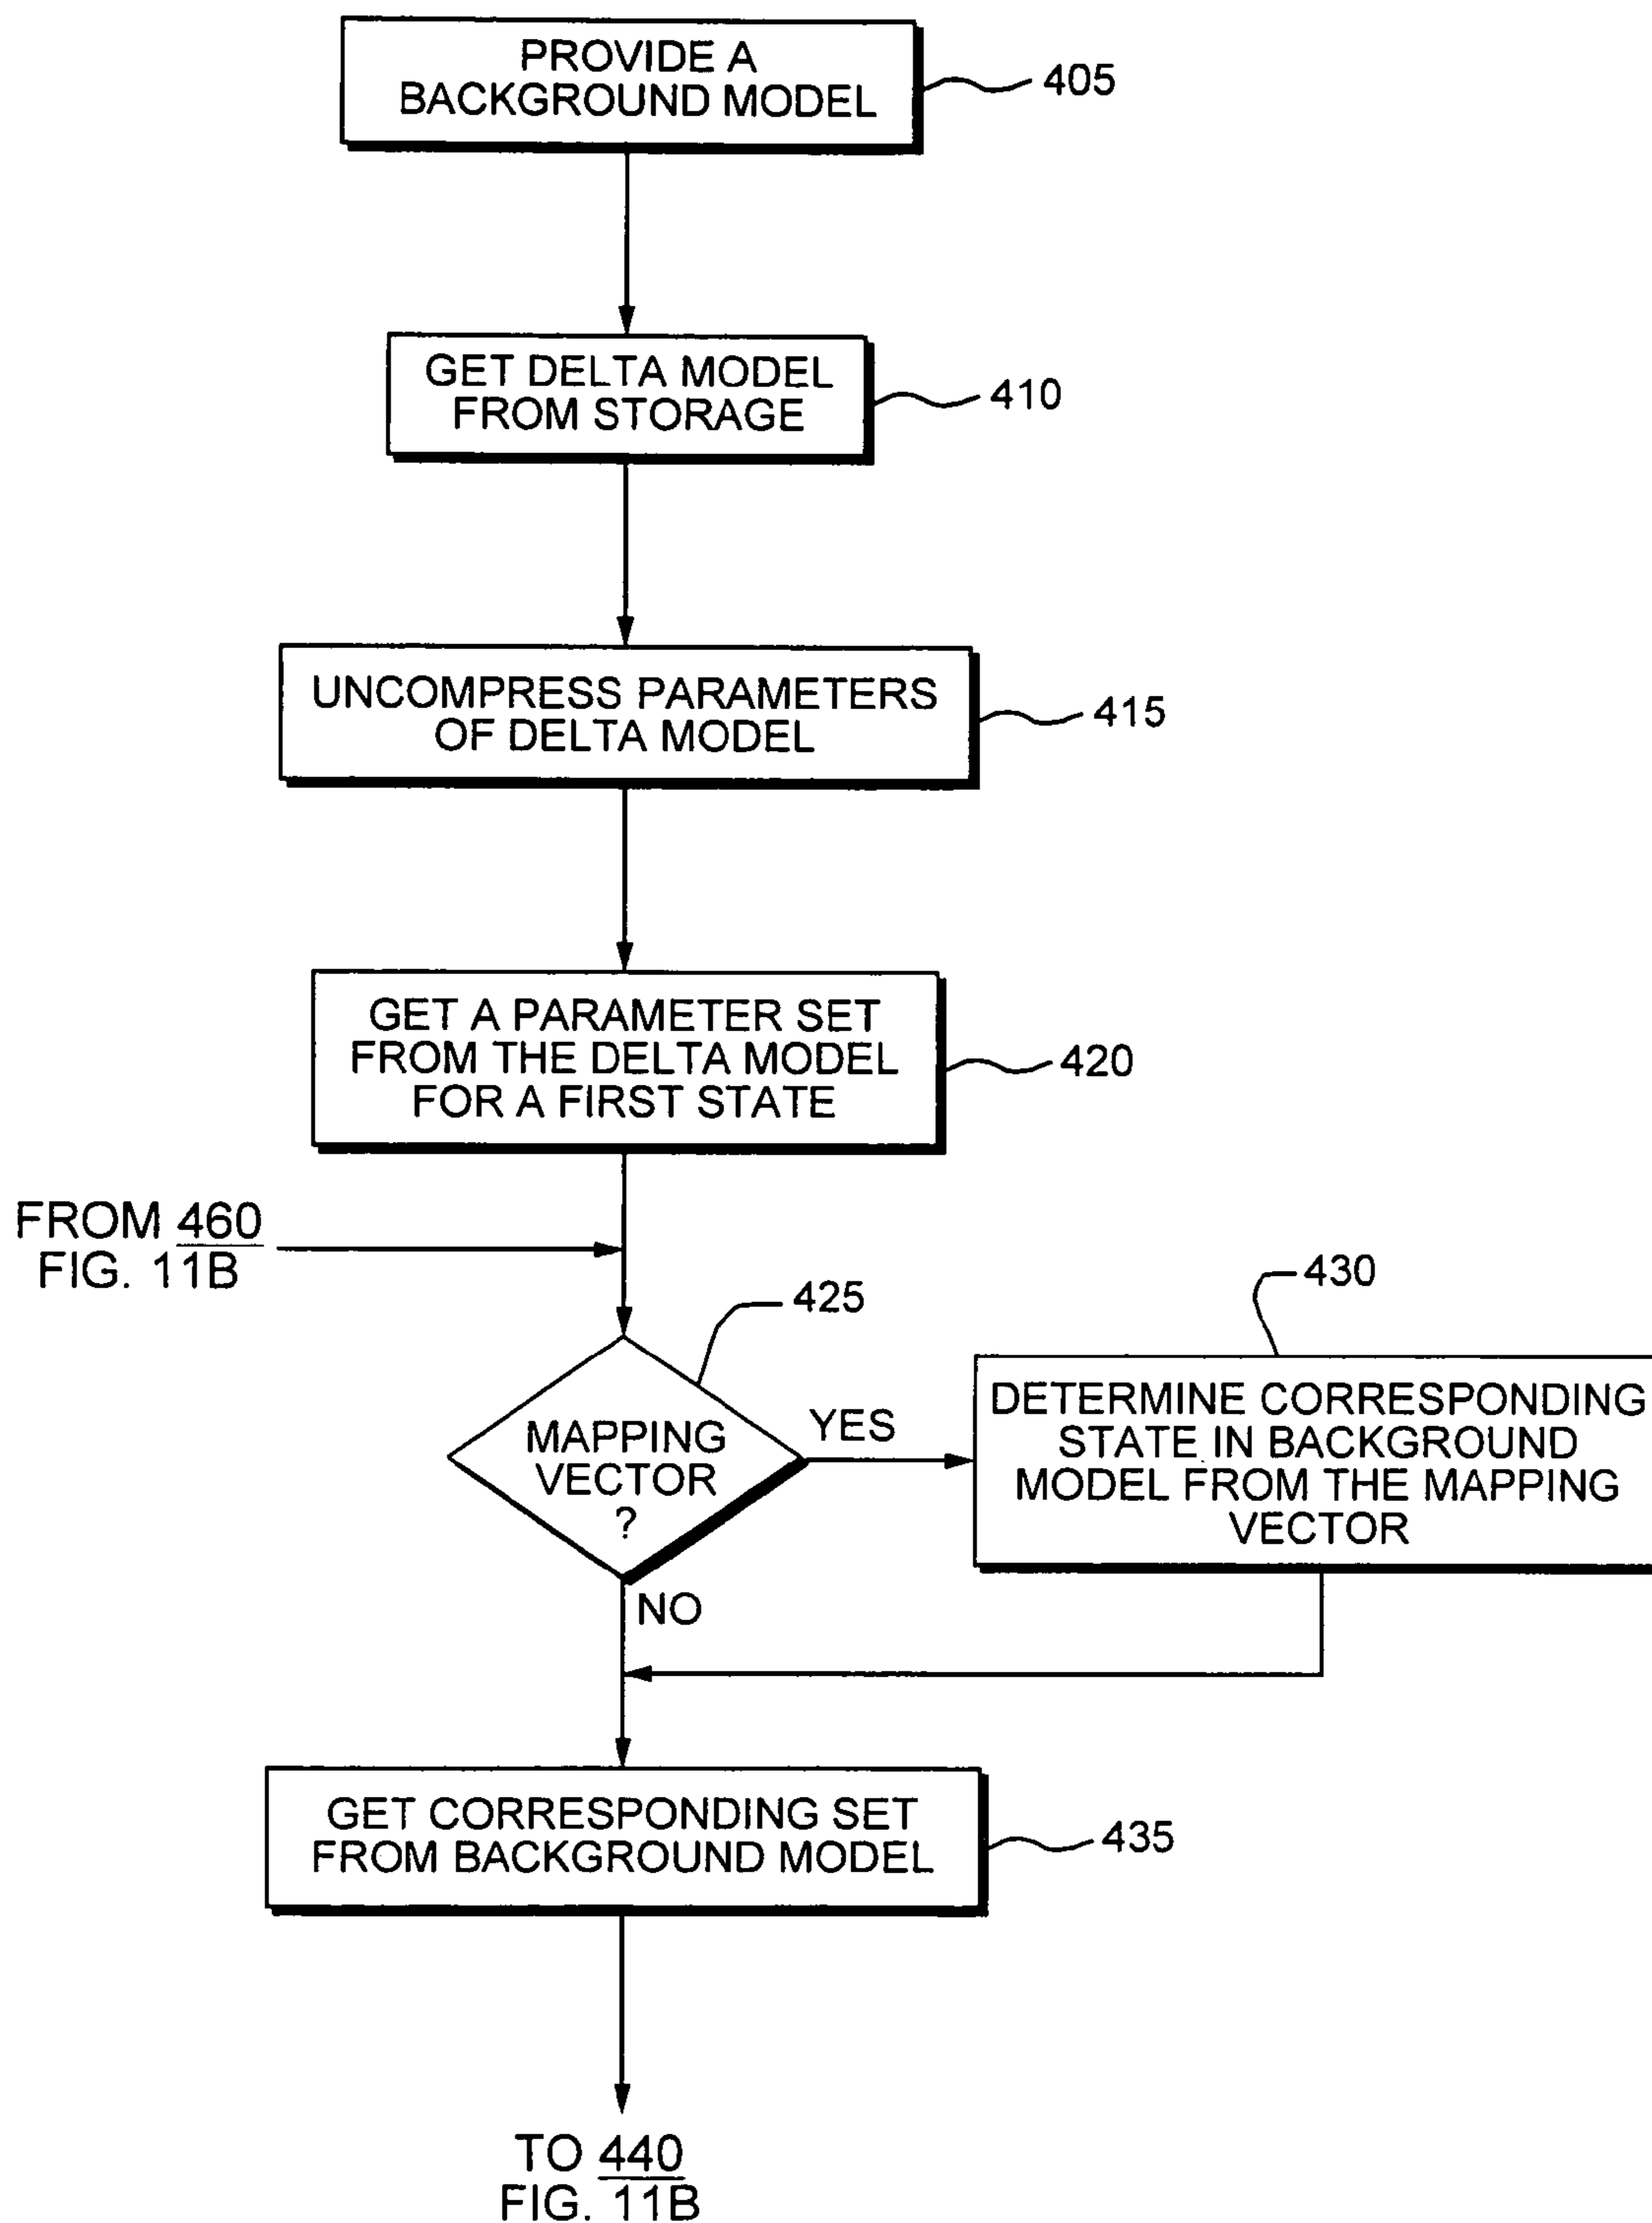 PROVIDE A
BACKGROUND MODEL
405
GET DELTA MODEL
FROM STORAGE
410
UNCOMPRESS PARAMETERS
OF DELTA MODEL
415
GET A PARAMETER SET
FROM THE DELTA MODEL
FOR A FIRST STATE
420
FROM 460
FIG. 11B
425
MAPPING
VECTOR
?
YES
NO
430
DETERMINE CORRESPONDING
STATE IN BACKGROUND
MODEL FROM THE MAPPING
VECTOR
GET CORRESPONDING SET
FROM BACKGROUND MODEL
435
TO 440
FIG. 11B